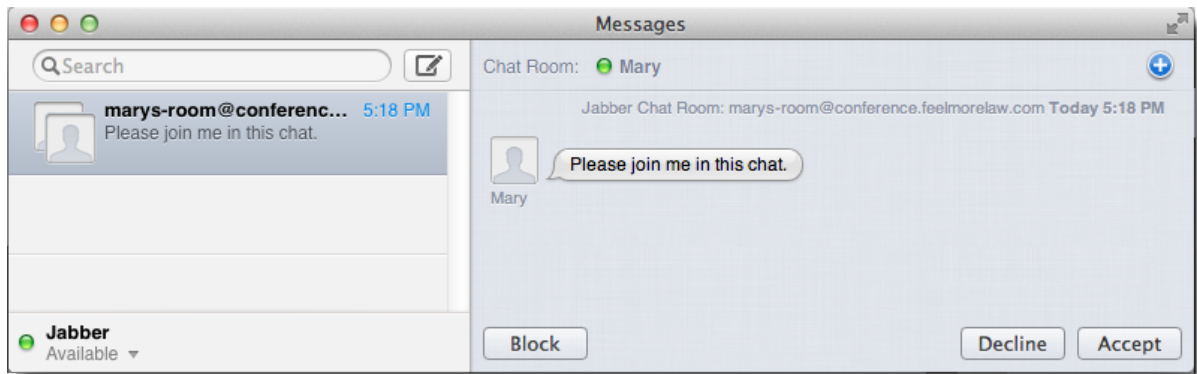 Messages
Search
marys-room@conferenc... 5:18 PM
Please join me in this chat.
Jabber
Available
Chat Room: Mary
Jabber Chat Room: marys-room@conference.feelmorelaw.com Today 5:18 PM
Please join me in this chat.
Mary
Block
Decline
Accept